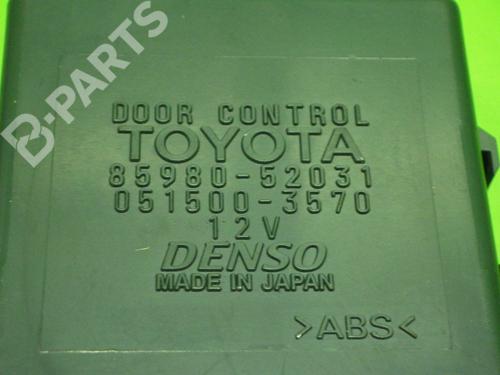 B-PARTS
DOOR CONTROL
TOYOTA
85980-52031
051500-3570
12V
DENSO
MADE IN JAPAN
>ABS<